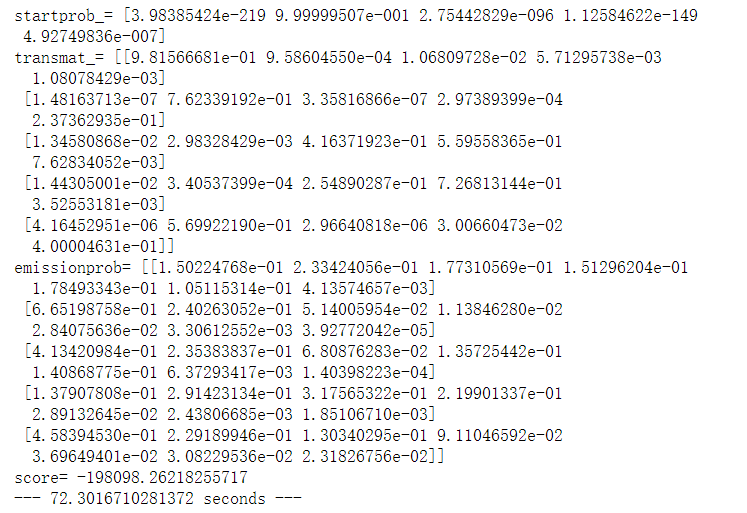 startprob_= [3.98385424e-219 9.99999507e-001 2.75442829e-096 1.12584622e-149
4.92749836e-007]
transmat_= [[9.81566681e-01 9.58604550e-04 1.06809728e-02 5.71295738e-03
1.08078429e-03]
[1.48163713e-07 7.62339192e-01 3.35816866e-07 2.97389399e-04
2.37362935e-01]
[1.34580868e-02 2.98328429e-03 4.16371923e-01 5.59558365e-01
7.62834052e-03]
[1.44305001e-02 3.40537399e-04 2.54890287e-01 7.26813144e-01
3.52553181e-03]
[4.16452951e-06 5.69922190e-01 2.96640818e-06 3.00660473e-02
4.00004631e-01]]
emissionprob= [[1.50224768e-01 2.33424056e-01 1.77310569e-01 1.51296204e-01
1.78493343e-01 1.05115314e-01 4.13574657e-03]
[6.65198758e-01 2.40263052e-01 5.14005954e-02 1.13846280e-02
2.84075636e-02 3.30612552e-03 3.92772042e-05]
[4.13420984e-01 2.35383837e-01 6.80876283e-02 1.35725442e-01
1.40868775e-01 6.37293417e-03 1.40398223e-04]
[1.37907808e-01 2.91423134e-01 3.17565322e-01 2.19901337e-01
2.89132645e-02 2.43806685e-03 1.85106710e-03]
[4.58394530e-01 2.29189946e-01 1.30340295e-01 9.11046592e-02
3.69649401e-02 3.08229536e-02 2.31826756e-02]]
score= -198098.26218255717
--- 72.3016710281372 seconds ---